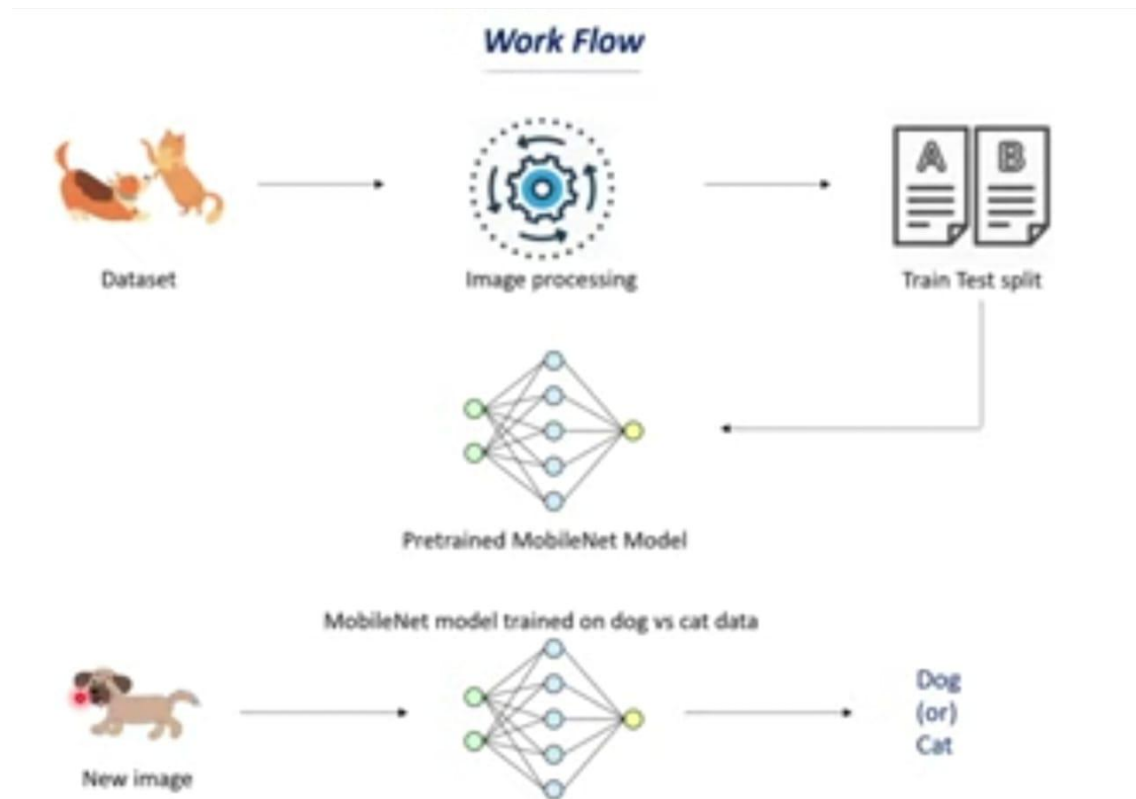 Work Flow
A B
Dataset
Image processing
Train Test split
Pretrained MobileNet Model
MobileNet model trained on dog vs cat data
New image
Dog
(or)
Cat